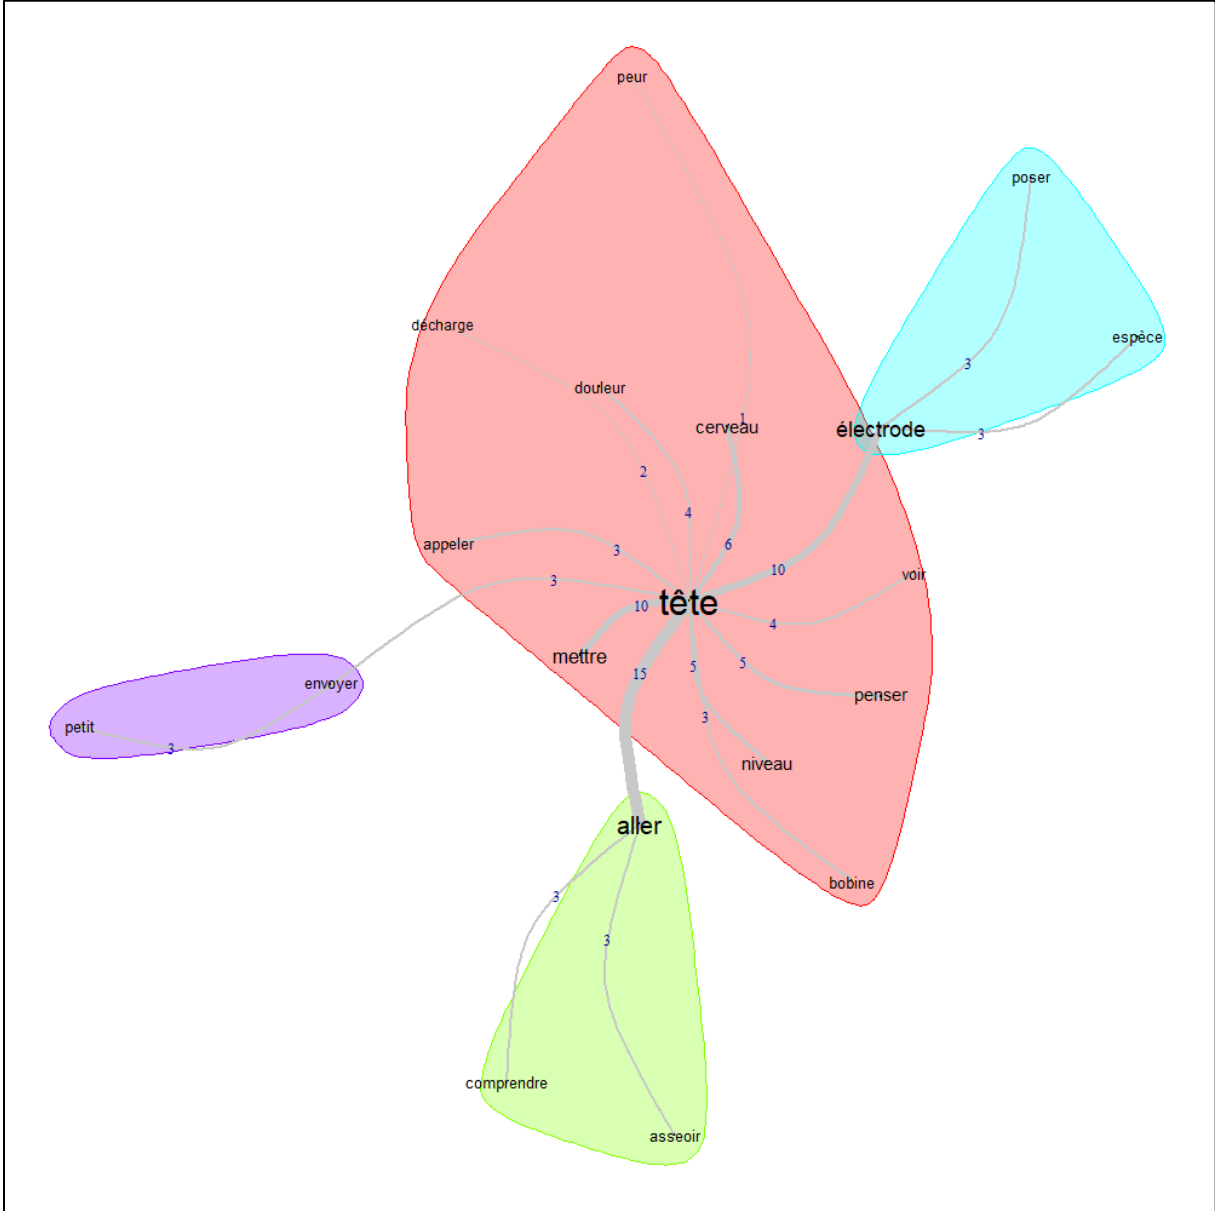 peur
poser
décharge
espèce
3
douleur
1
cerveau
électrode
3
2
4
appeler
3
6
10
voir
3
10
tête
4
mettre
15
5
5
envoyer
penser
3
petit
3
niveau
aller
bobine
3
3
comprendre
asseoir